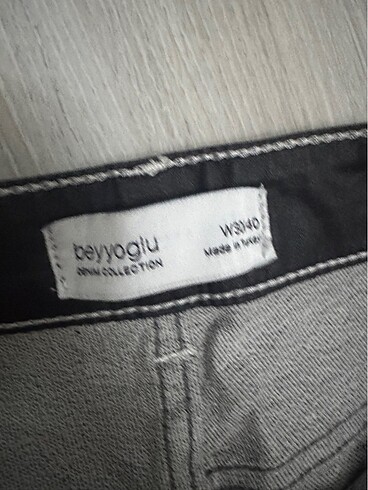 beyyoglu
DENIM COLLECTION
W30/40
Made in Turkey